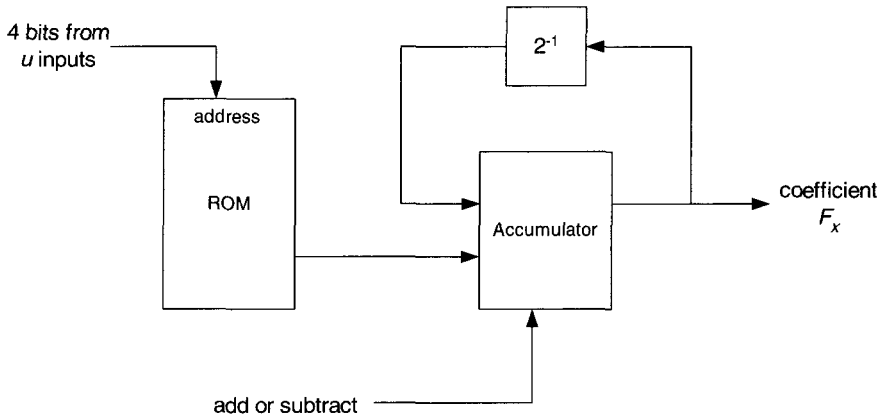 4 bits from
u inputs
2⁻¹
address
ROM
Accumulator
coefficient
Fₓ
add or subtract